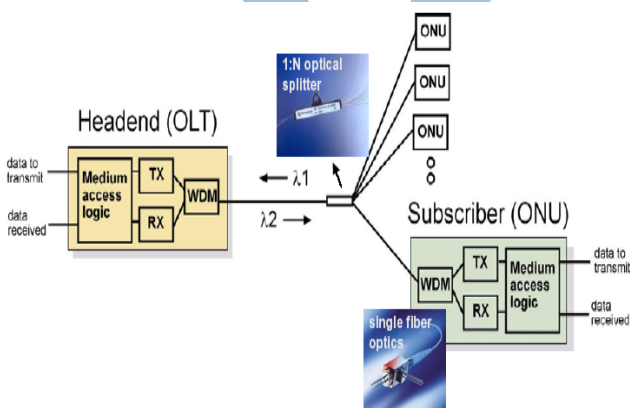 ONU
1:N optical
splitter
ONU
ONU
Headend (OLT)
data to
transmit
data
received
Medium
access
logic
TX
RX
WDM
λ1
λ2
Subscriber (ONU)
WDM
TX
RX
Medium
access
logic
data to
transmit
data
received
single fiber
optics